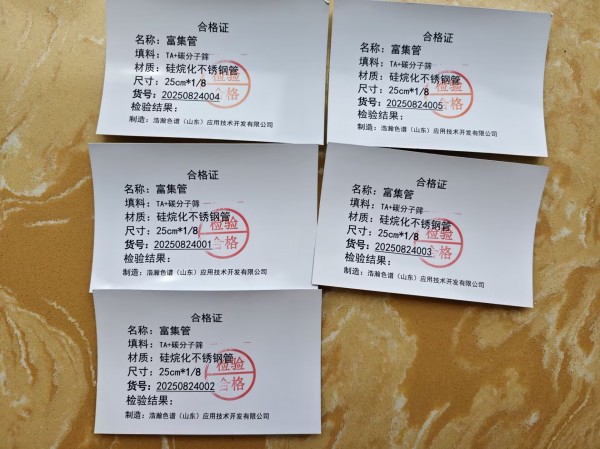 合格证
名称：富集管
填料：TA+碳分子筛
材质：硅烷化不锈钢管
尺寸：25cm*1/8
货号：20250824004
检验结果：
制造：浩瀚色谱（山东）应用技术开发有限公司
检验
合格
合格证
名称：富集管
填料：TA+碳分子筛
材质：硅烷化不锈钢管
尺寸：25cm*1/8
货号：20250824005
检验结果：
制造：浩瀚色谱（山东）应用技术开发有限公司
检验
合格
合格证
名称：富集管
填料：TA+碳分子筛
材质：硅烷化不锈钢管
尺寸：25cm*1/8
货号：20250824001
检验结果：
制造：浩瀚色谱（山东）应用技术开发有限公司
检验
合格
合格证
名称：富集管
填料：TA+碳分子筛
材质：硅烷化不锈钢管
尺寸：25cm*1/8
货号：20250824003
检验结果：
制造：浩瀚色谱（山东）应用技术开发有限公司
检验
合格
合格证
名称：富集管
填料：TA+碳分子筛
材质：硅烷化不锈钢管
尺寸：25cm*1/8
货号：20250824002
检验结果：
制造：浩瀚色谱（山东）应用技术开发有限公司
检验
合格